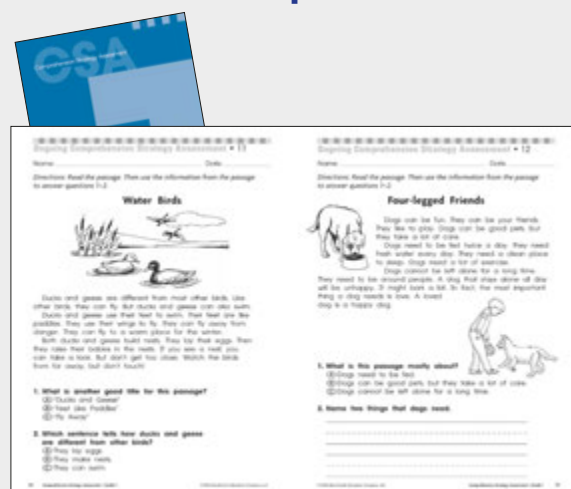 CSA
Comprehensive Strategy Assessment
Ongoing Comprehension Strategy Assessment • 11
Name Date
Directions: Read the passage. Then use the information from the passage
to answer questions 1–2.
Water Birds
Ducks and geese are different from most other birds. Like
other birds, they can fly. But ducks and geese can also swim.
Ducks and geese use their feet to swim. Their feet are like
paddles. They use their wings to fly. They can fly away from
danger. They can fly to a warm place for the winter.
Both ducks and geese build nests. They lay their eggs. Then
they raise their babies in the nests. If you see a nest, you
can take a look. But don't get too close. Watch the birds
from far away, but don't touch!
1. What is another good title for this passage?
A "Ducks and Geese"
B "Feet Like Paddles"
C "Fly Away"
2. Which sentence tells how ducks and geese
are different from other birds?
A They lay eggs.
B They make nests.
C They can swim.
Ongoing Comprehension Strategy Assessment • 12
Name Date
Directions: Read the passage. Then use the information from the passage
to answer questions 1–2.
Four-legged Friends
Dogs can be fun. They can be your friends.
They like to play. Dogs can be good pets, but
they take a lot of care.
Dogs need to be fed twice a day. They need
fresh water every day. They need a clean place
to sleep. Dogs need a lot of exercise.
Dogs cannot be left alone for a long time.
They need to be around people. A dog that stays alone all day
will be unhappy. It might bark a lot. In fact, the most important
thing a dog needs is love. A loved
dog is a happy dog.
1. What is this passage mostly about?
A Dogs need to be fed.
B Dogs can be good pets, but they take a lot of care.
C Dogs cannot be left alone for a long time.
2. Name two things that dogs need.